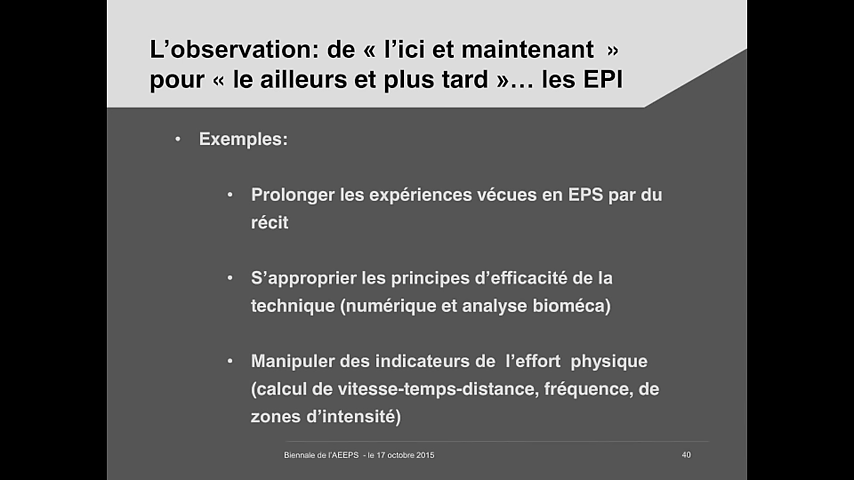 L’observation: de « l’ici et maintenant  »
pour « le ailleurs et plus tard »… les EPI
• Exemples:
• Prolonger les expériences vécues en EPS par du
récit
• S’approprier les principes d’efficacité de la
technique (numérique et analyse bioméca)
• Manipuler des indicateurs de  l’effort  physique
(calcul de vitesse-temps-distance, fréquence, de
zones d’intensité)
Biennale de l’AEEPS  - le 17 octobre 2015
40